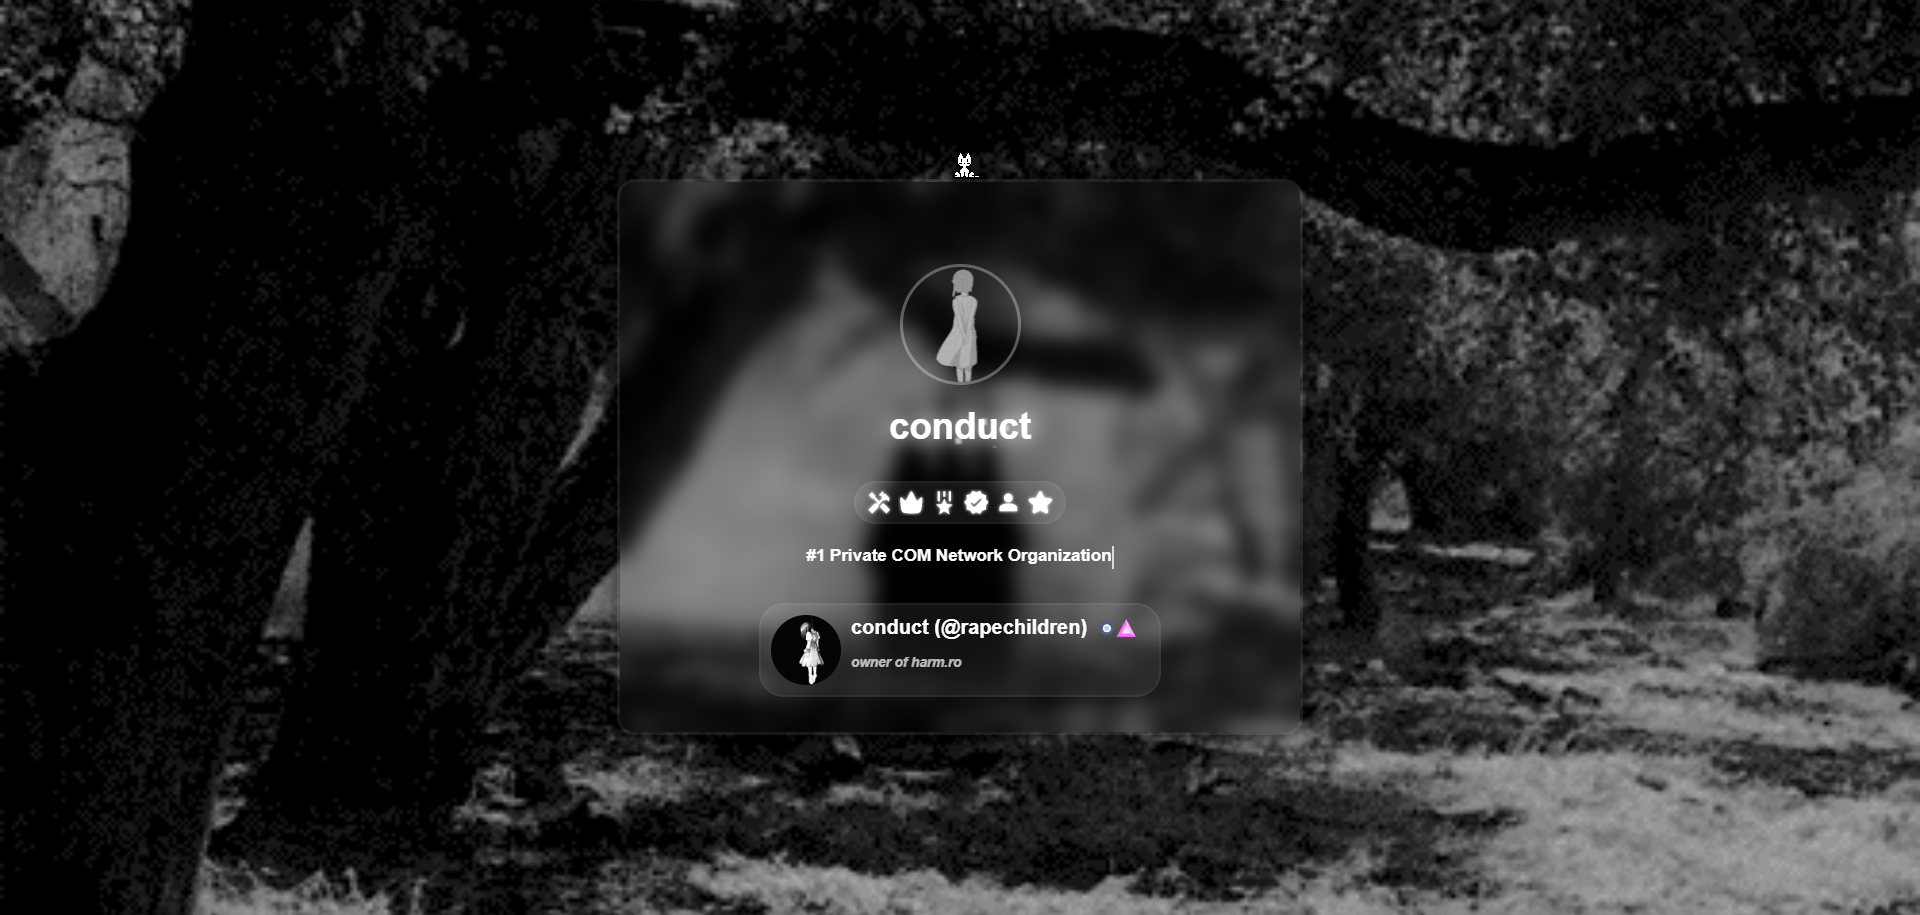 conduct
#1 Private COM Network Organization
conduct (@rapechildren)
owner of harm.ro